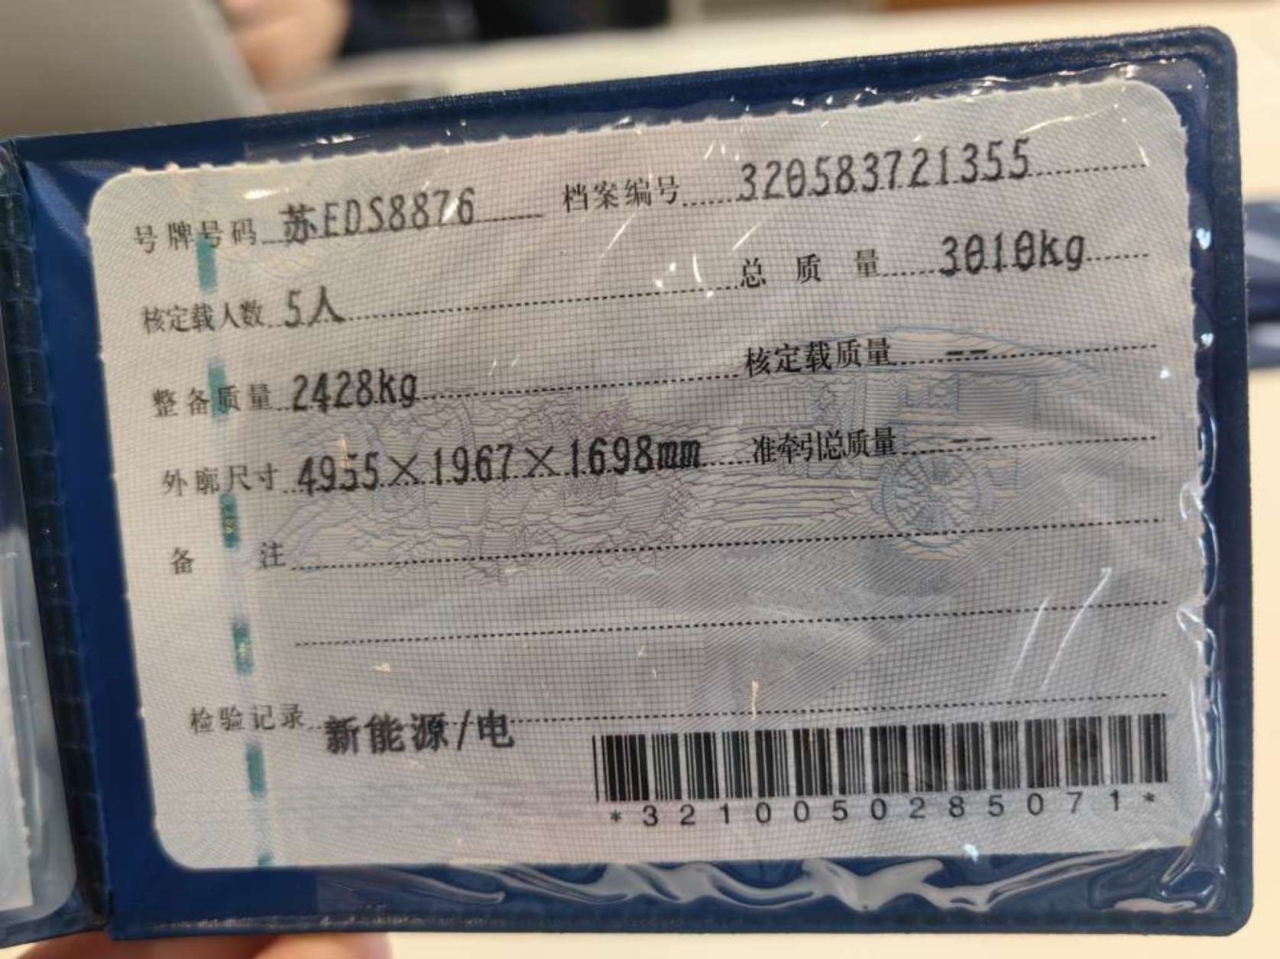 号牌号码 苏EDS8876 档案编号 320583721355
核定载人数 5人 总质量 3010kg
整备质量 2428kg 核定载质量 --
外廓尺寸 4955×1967×1698mm 准牵引总质量 --
备注
检验记录 新能源/电
*3210050285071*